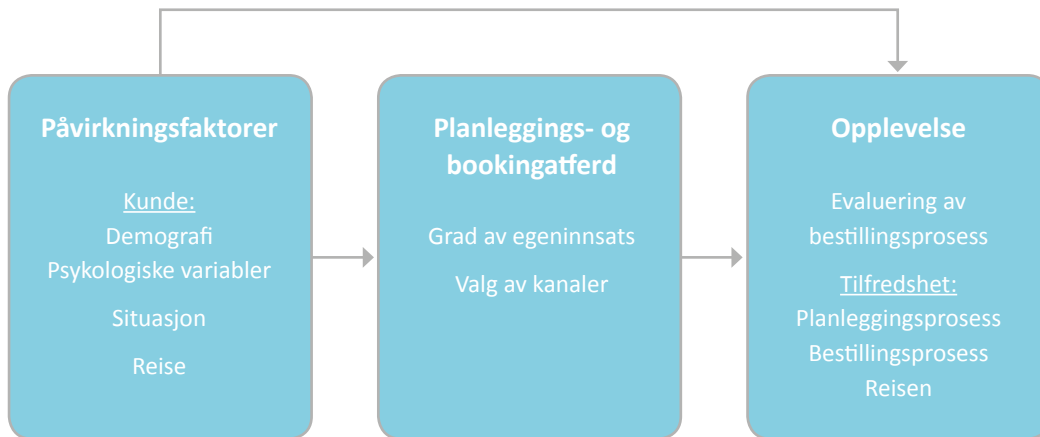 Påvirkningsfaktorer
Kunde:
Demografi
Psykologiske variabler
Situasjon
Reise
Planleggings- og
bookingatferd
Grad av egeninnsats
Valg av kanaler
Opplevelse
Evaluering av
bestillingsprosess
Tilfredshet:
Planleggingsprosess
Bestillingsprosess
Reisen